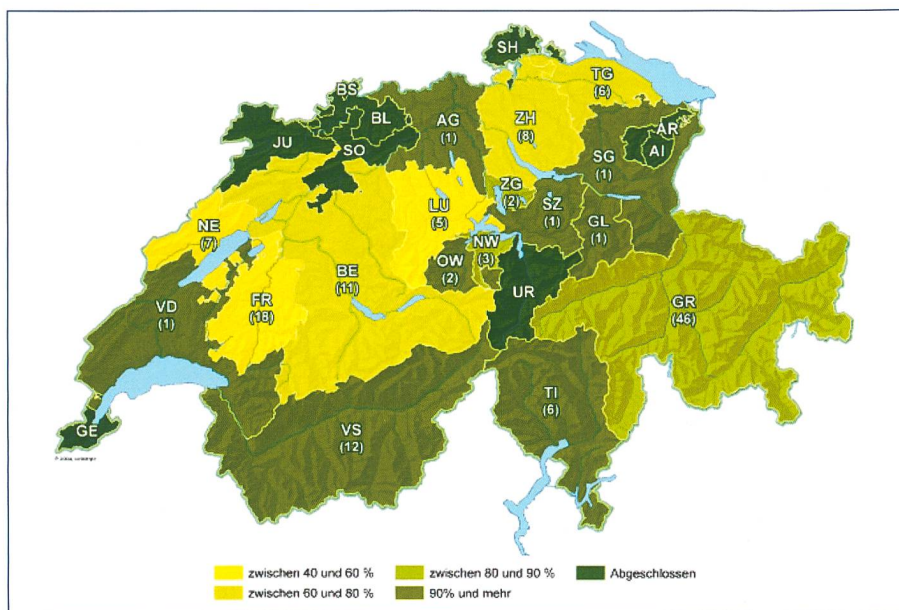 SH
BS
BL
JU
SO
AG
(1)
ZH
(8)
TG
(6)
AR
AI
SG
(1)
ZG
(2)
SZ
(1)
GL
(1)
LU
(5)
NW
(3)
OW
(2)
UR
NE
(7)
BE
(11)
FR
(18)
VD
(1)
GR
(46)
TI
(6)
VS
(12)
GE
zwischen 40 und 60 %
zwischen 60 und 80 %
zwischen 80 und 90 %
90% und mehr
Abgeschlossen